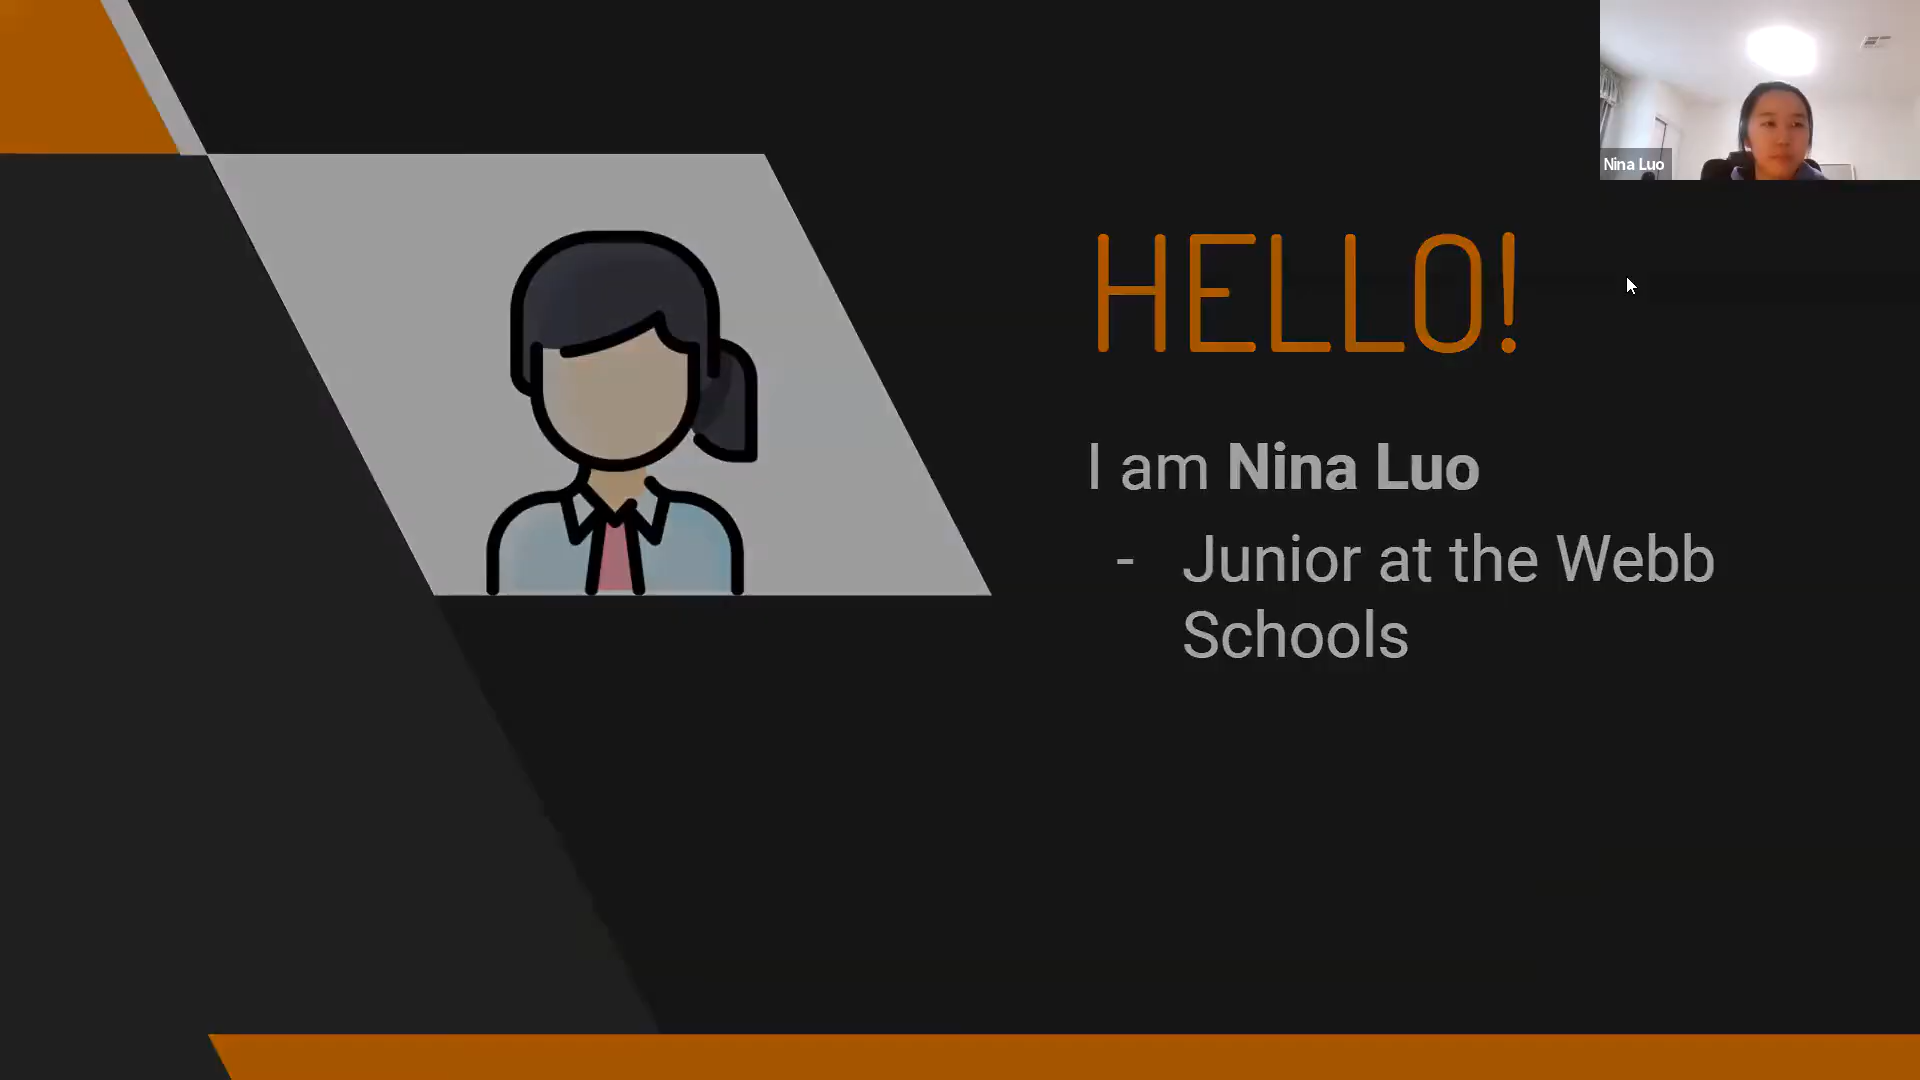 Nina Luo
HELLO!
I am Nina Luo
- Junior at the Webb
Schools